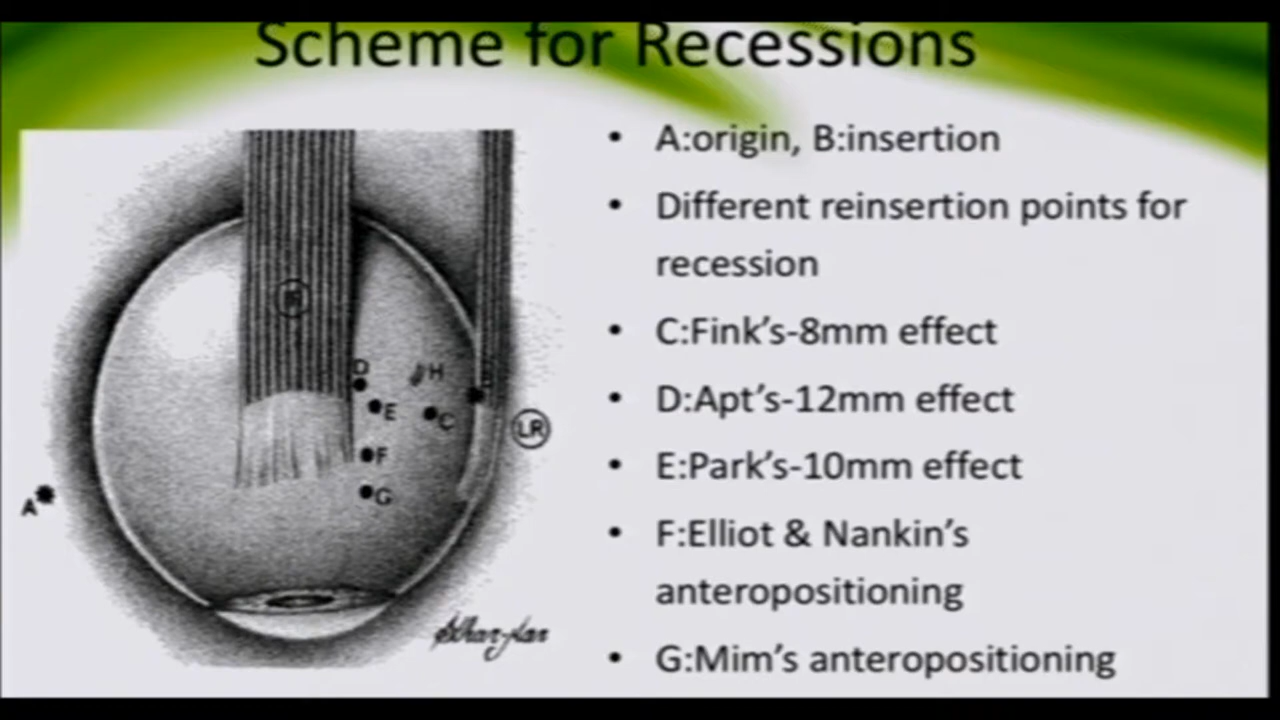 Scheme for Recessions
• A:origin, B:insertion
• Different reinsertion points for
recession
• C:Fink’s-8mm effect
• D:Apt’s-12mm effect
• E:Park’s-10mm effect
• F:Elliot & Nankin’s
anteropositioning
• G:Mim’s anteropositioning
D
H
E
C
LR
F
G
A